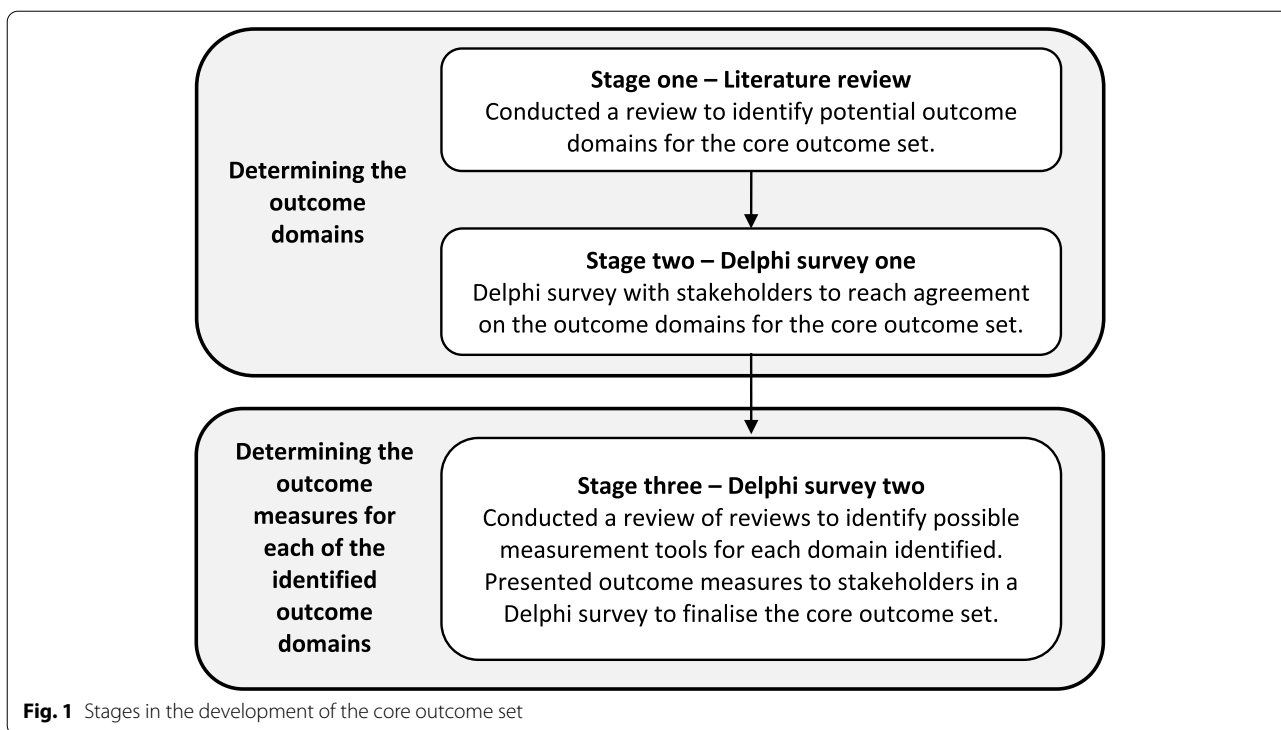 Determining the
outcome
domains
Stage one – Literature review
Conducted a review to identify potential outcome
domains for the core outcome set.
Stage two – Delphi survey one
Delphi survey with stakeholders to reach agreement
on the outcome domains for the core outcome set.
Determining the
outcome
measures for
each of the
identified
outcome
domains
Stage three – Delphi survey two
Conducted a review of reviews to identify possible
measurement tools for each domain identified.
Presented outcome measures to stakeholders in a
Delphi survey to finalise the core outcome set.
Fig. 1 Stages in the development of the core outcome set